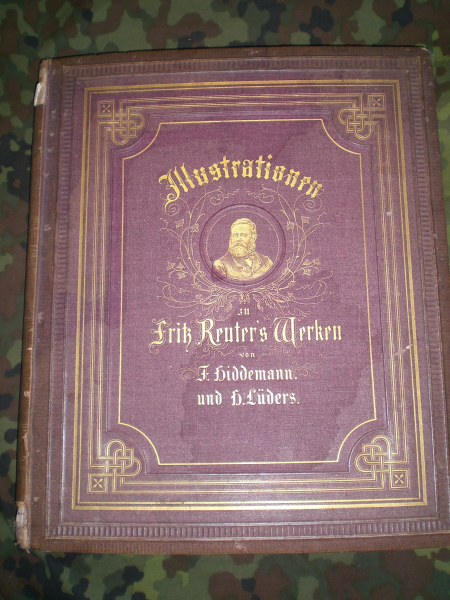 Illustrationen
zu
Fritz Reuter's Werken
von
F. Hiddemann.
und H. Lüders.